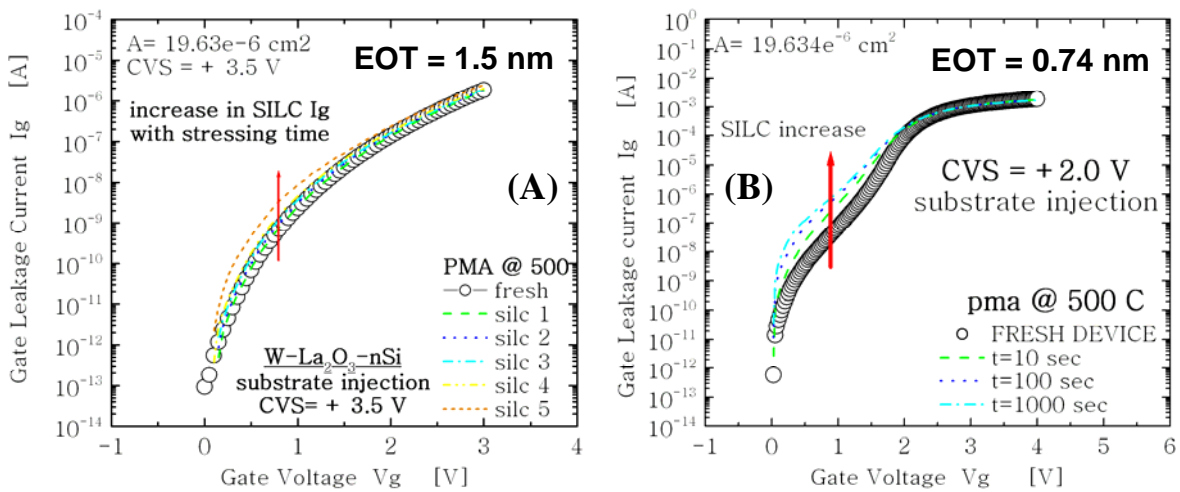 A= 19.63e-6 cm2
CVS = + 3.5 V
EOT = 1.5 nm
increase in SILC Ig
with stressing time
(A)
PMA @ 500
fresh
silc 1
silc 2
silc 3
silc 4
silc 5
W-La₂O₃-nSi
substrate injection
CVS= + 3.5 V
10⁻⁴
10⁻⁵
10⁻⁶
10⁻⁷
10⁻⁸
10⁻⁹
10⁻¹⁰
10⁻¹¹
10⁻¹²
10⁻¹³
10⁻¹⁴
Gate Leakage Current Ig [A]
−1 0 1 2 3 4
Gate Voltage Vg [V]
A= 19.634e⁻⁶ cm²
EOT = 0.74 nm
SILC increase
(B)
CVS = +2.0 V
substrate injection
pma @ 500 C
FRESH DEVICE
t=10 sec
t=100 sec
t=1000 sec
10⁰
10⁻¹
10⁻²
10⁻³
10⁻⁴
10⁻⁵
10⁻⁶
10⁻⁷
10⁻⁸
10⁻⁹
10⁻¹⁰
10⁻¹¹
10⁻¹²
10⁻¹³
10⁻¹⁴
Gate Leakage current Ig [A]
−1 0 1 2 3 4 5 6
Gate Voltage Vg [V]